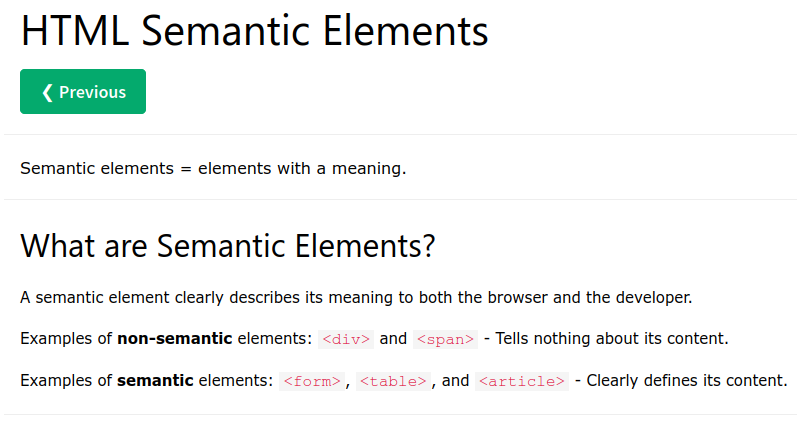 HTML Semantic Elements
❮ Previous
Semantic elements = elements with a meaning.
What are Semantic Elements?
A semantic element clearly describes its meaning to both the browser and the developer.
Examples of non-semantic elements: <div> and <span> - Tells nothing about its content.
Examples of semantic elements: <form>, <table>, and <article> - Clearly defines its content.